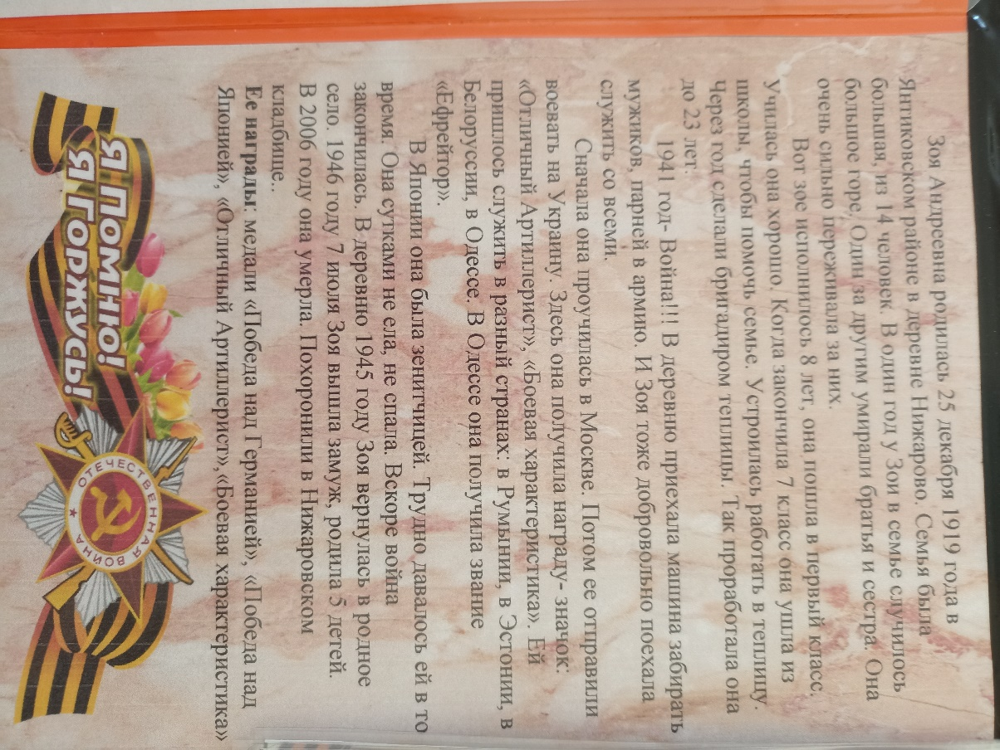 Зоя Андреевна родилась 25 декабря 1919 года в
Янтиковском районе в деревне Нижарово. Семья была
большая, из 14 человек. В один год у Зои в семье случилось
большое горе. Один за другим умирали братья и сестра. Она
очень сильно переживала за них.
Вот зое исполнилось 8 лет, она пошла в первый класс.
Училась она хорошо. Когда закончила 7 класс она ушла из
школы, чтобы помочь семье. Устроилась работать в теплицу.
Через год сделали бригадиром теплицы. Так проработала она
до 23 лет.
1941 год- Война!!! В деревню приехала машина забирать
мужиков, парней в армию. И Зоя тоже добровольно поехала
служить со всеми.
Сначала она проучилась в Москве. Потом ее отправили
воевать на Украину. Здесь она получила награду- значок:
«Отличный Артиллерист», «Боевая характеристика». Ей
пришлось служить в разный странах: в Румынии, в Эстонии, в
Белоруссии, в Одессе. В Одессе она получила звание
«Ефрейтор».
В Японии она была зенитчицей. Трудно давалось ей в то
время. Она сутками не ела, не спала. Вскоре война
закончилась. В деревню 1945 году Зоя вернулась в родное
село. 1946 году 7 июля Зоя вышла замуж, родила 5 детей.
В 2006 году она умерла. Похоронили в Нижаровском
кладбище..
Ее награды: медали «Победа над Германией», «Победа над
Японией», «Отличный Артиллерист»,«Боевая характеристика»
Я ПОМНЮ!
Я ГОРЖУСЬ!
ОТЕЧЕСТВЕННАЯ ВОЙНА